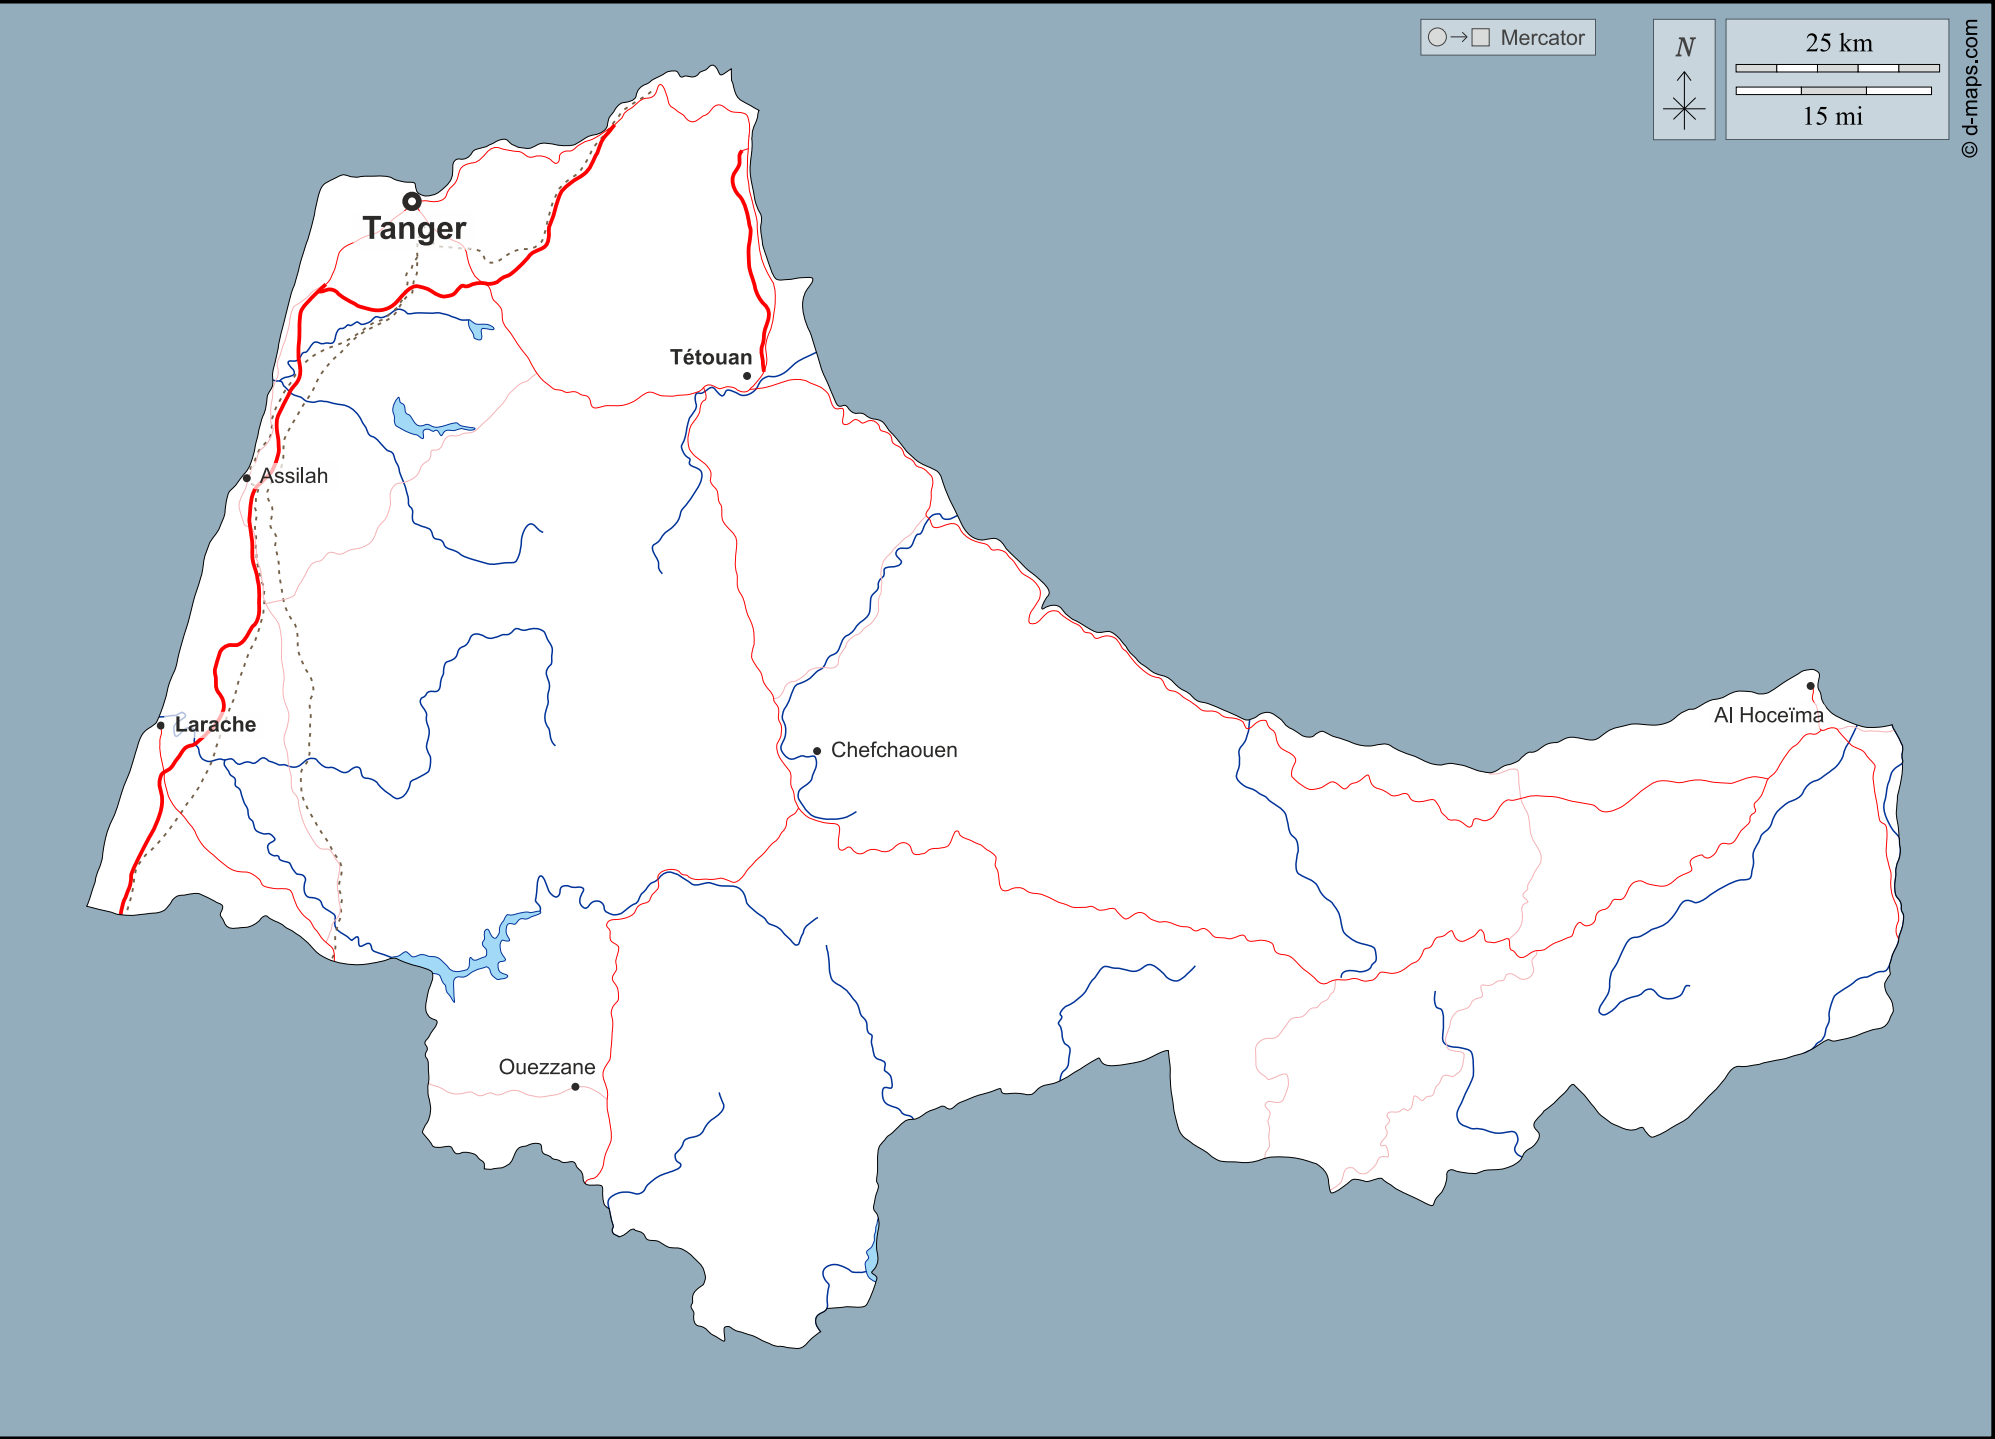 Mercator
N
25 km
15 mi
© d-maps.com
Tanger
Tétouan
Assilah
Larache
Chefchaouen
Al Hoceïma
Ouezzane